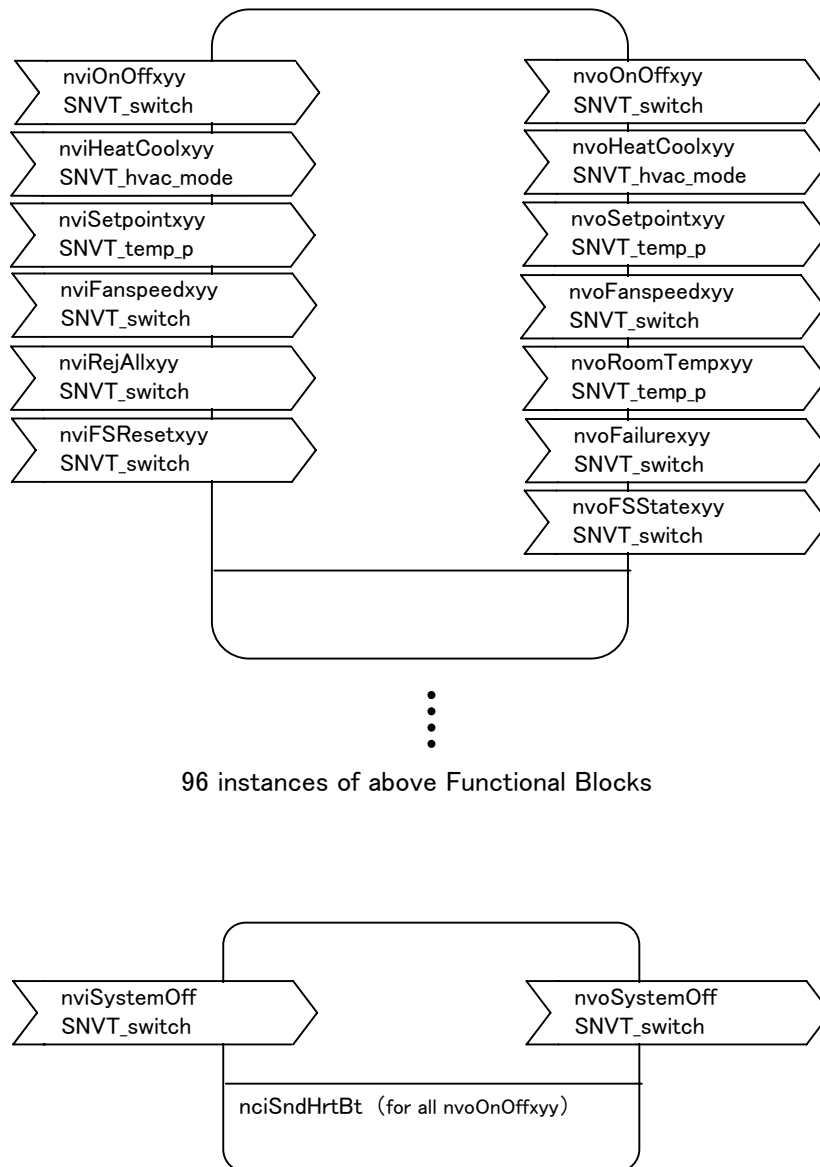 nviOnOffxyy
SNVT_switch
nviHeatCoolxyy
SNVT_hvac_mode
nviSetpointxyy
SNVT_temp_p
nviFanspeedxyy
SNVT_switch
nviRejAllxyy
SNVT_switch
nviFSResetxyy
SNVT_switch
nvoOnOffxyy
SNVT_switch
nvoHeatCoolxyy
SNVT_hvac_mode
nvoSetpointxyy
SNVT_temp_p
nvoFanspeedxyy
SNVT_switch
nvoRoomTempxyy
SNVT_temp_p
nvoFailurexyy
SNVT_switch
nvoFSStatexyy
SNVT_switch
96 instances of above Functional Blocks
nviSystemOff
SNVT_switch
nvoSystemOff
SNVT_switch
nciSndHrtBt (for all nvoOnOffxyy)